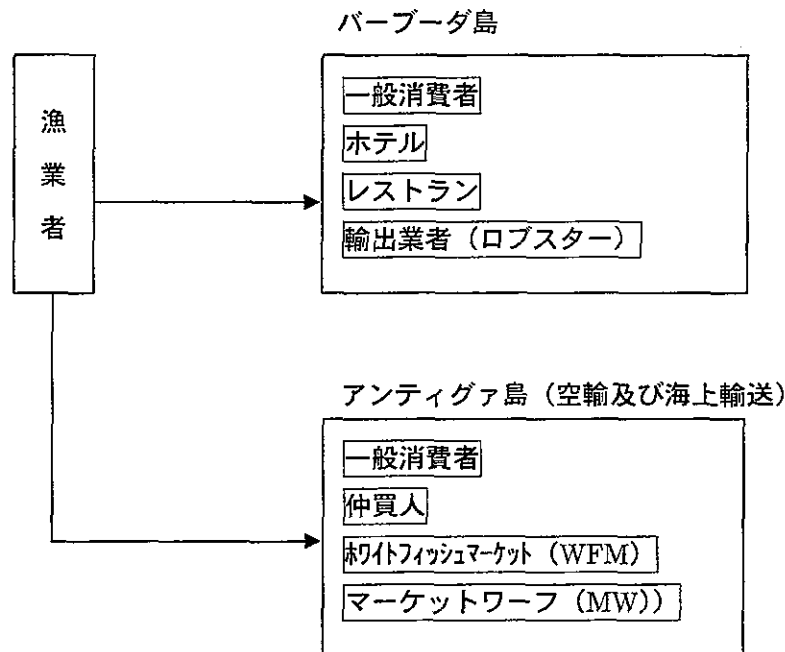 バーブーダ島
漁業者
一般消費者
ホテル
レストラン
輸出業者（ロブスター）
アンティグァ島（空輸及び海上輸送）
一般消費者
仲買人
ﾎﾜｲﾄﾌｨｯｼｭﾏｰｹｯﾄ（WFM）
マーケットワーフ（MW））